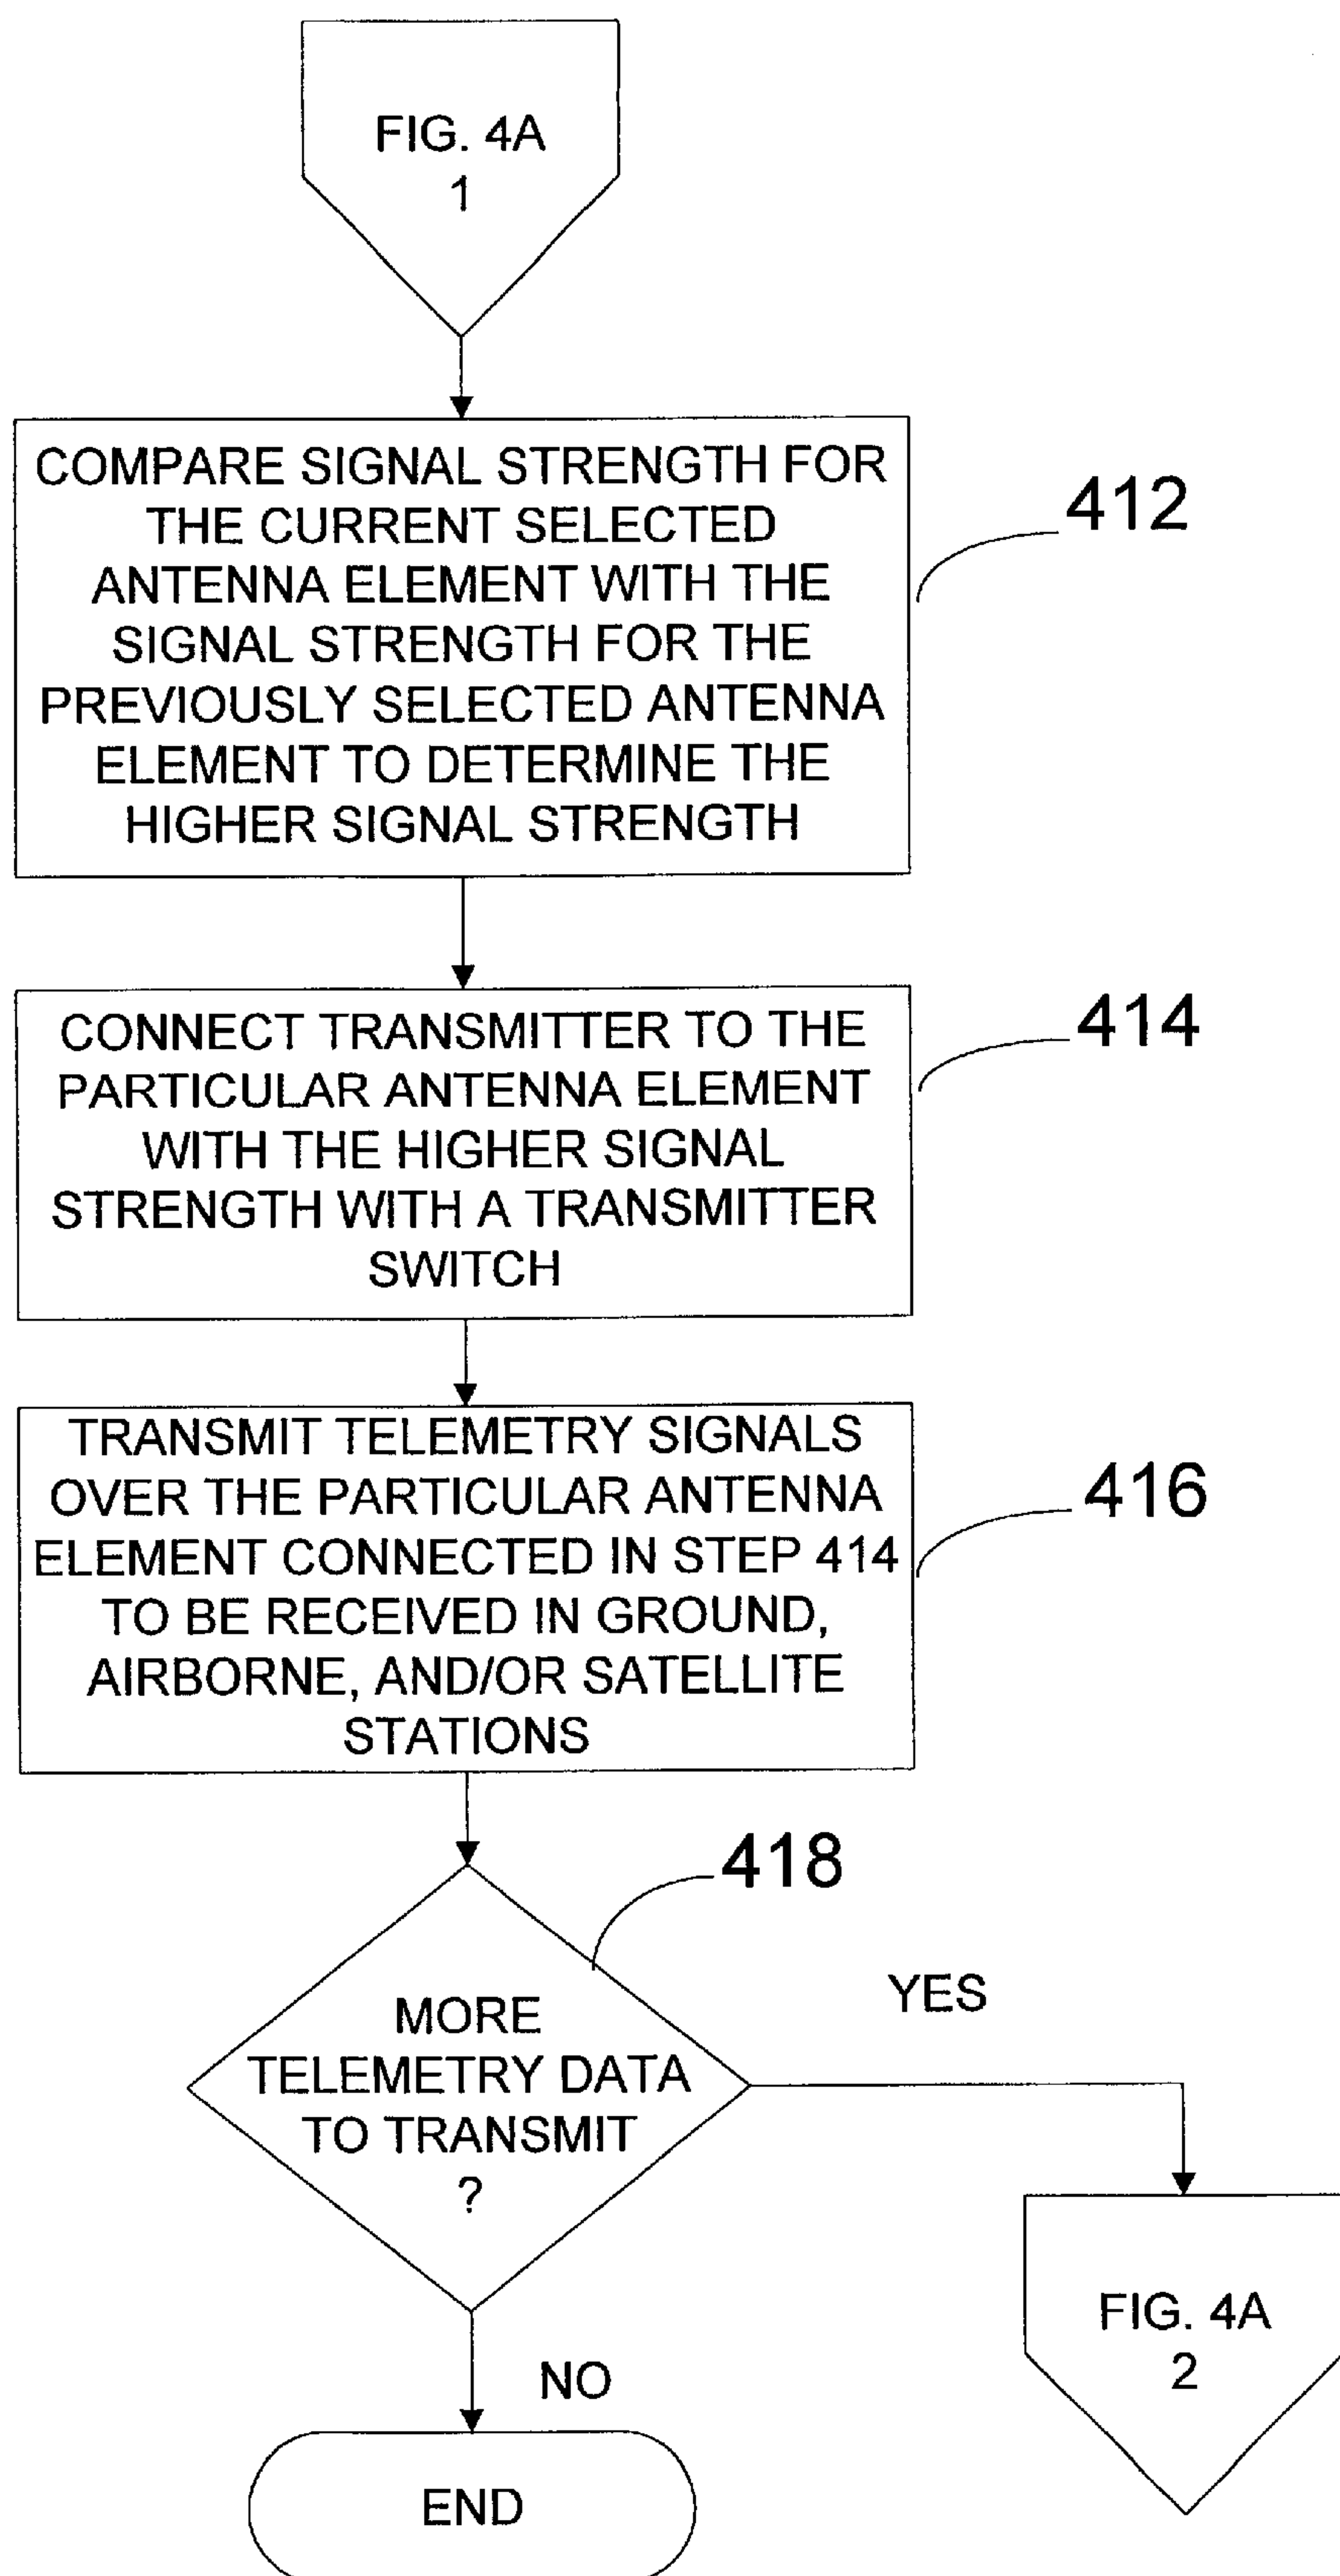 FIG. 4A
1
COMPARE SIGNAL STRENGTH FOR
THE CURRENT SELECTED
ANTENNA ELEMENT WITH THE
SIGNAL STRENGTH FOR THE
PREVIOUSLY SELECTED ANTENNA
ELEMENT TO DETERMINE THE
HIGHER SIGNAL STRENGTH
412
CONNECT TRANSMITTER TO THE
PARTICULAR ANTENNA ELEMENT
WITH THE HIGHER SIGNAL
STRENGTH WITH A TRANSMITTER
SWITCH
414
TRANSMIT TELEMETRY SIGNALS
OVER THE PARTICULAR ANTENNA
ELEMENT CONNECTED IN STEP 414
TO BE RECEIVED IN GROUND,
AIRBORNE, AND/OR SATELLITE
STATIONS
416
418
MORE
TELEMETRY DATA
TO TRANSMIT
?
YES
FIG. 4A
2
NO
END